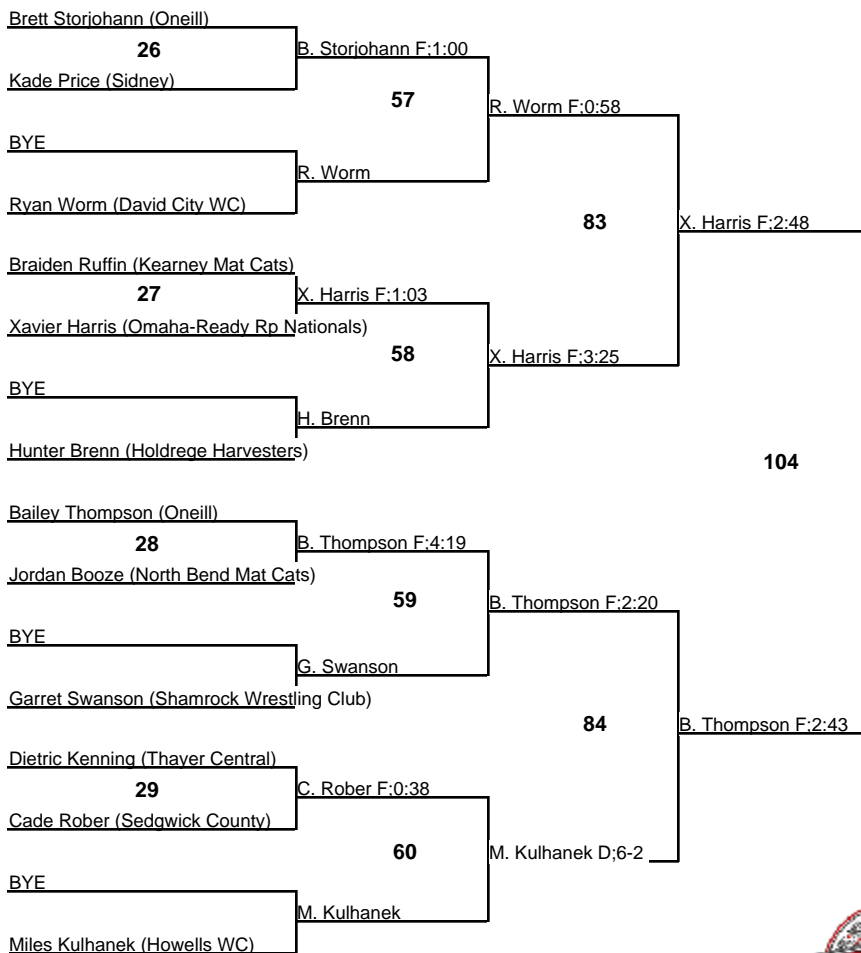 Brett Storjohann (Oneill)
26
B. Storjohann F;1:00
Kade Price (Sidney)
57
R. Worm F;0:58
BYE
R. Worm
Ryan Worm (David City WC)
83
X. Harris F;2:48
Braiden Ruffin (Kearney Mat Cats)
27
X. Harris F;1:03
Xavier Harris (Omaha-Ready Rp Nationals)
58
X. Harris F;3:25
BYE
H. Brenn
Hunter Brenn (Holdrege Harvesters)
104
Bailey Thompson (Oneill)
28
B. Thompson F;4:19
Jordan Booze (North Bend Mat Cats)
59
B. Thompson F;2:20
BYE
G. Swanson
Garret Swanson (Shamrock Wrestling Club)
84
B. Thompson F;2:43
Dietric Kenning (Thayer Central)
29
C. Rober F;0:38
Cade Rober (Sedgwick County)
60
M. Kulhanek D;6-2
BYE
M. Kulhanek
Miles Kulhanek (Howells WC)